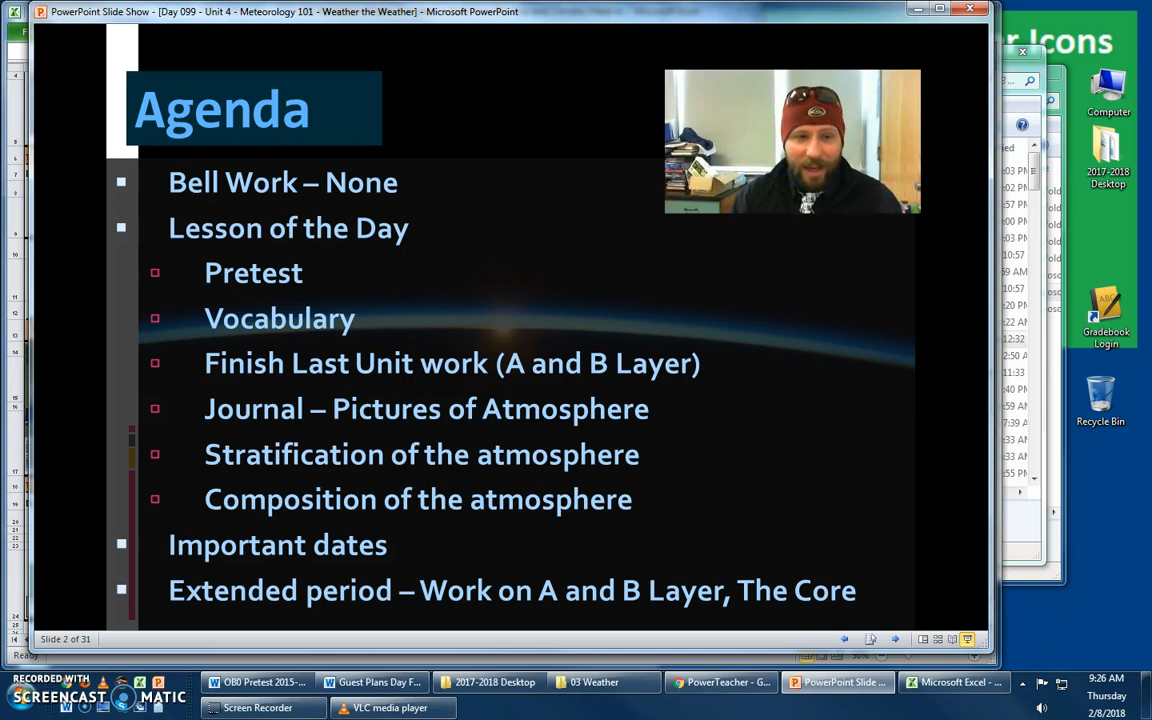 PowerPoint Slide Show - [Day 099 - Unit 4 - Meteorology 101 - Weather the Weather] - Microsoft PowerPoint
r Icons
Agenda
Computer
Bell Work – None
2017-2018
Desktop
Lesson of the Day
Pretest
Vocabulary
Gradebook
Login
Finish Last Unit work (A and B Layer)
Journal – Pictures of Atmosphere
Recycle Bin
Stratification of the atmosphere
Composition of the atmosphere
Important dates
Extended period – Work on A and B Layer, The Core
Slide 2 of 31
Ready
RECORDED WITH
SCREENCAST MATIC
OB0 Pretest 2015-...
Guest Plans Day F...
2017-2018 Desktop
03 Weather
PowerTeacher - G...
PowerPoint Slide ...
Microsoft Excel - ...
9:26 AM
Thursday
2/8/2018
Screen Recorder
VLC media player